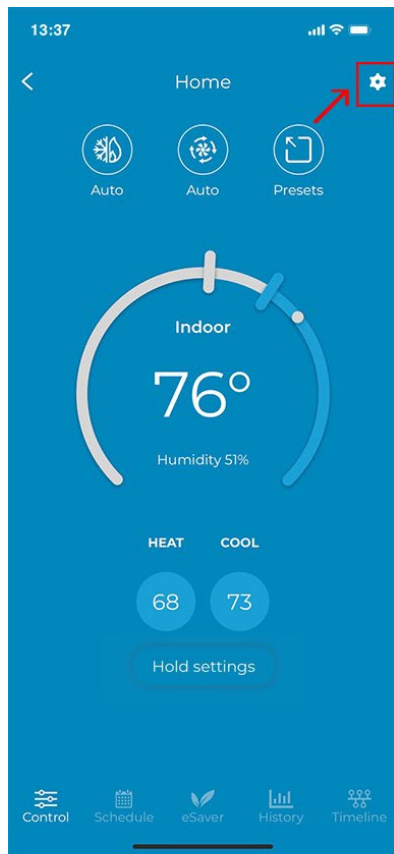 13:37
Home
Auto Auto Presets
Indoor
76°
Humidity 51%
HEAT COOL
68 73
Hold settings
Control Schedule eSaver History Timeline